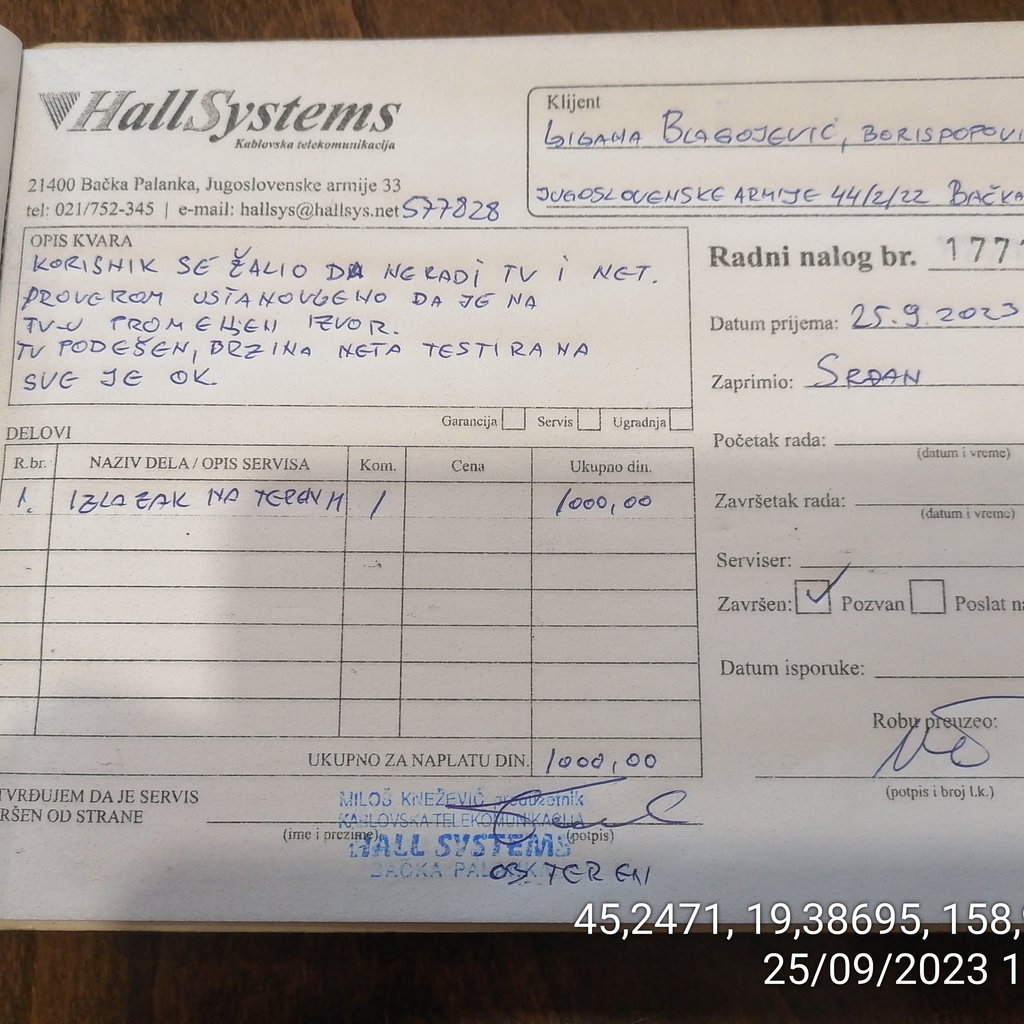 HallSystems
Kablovska telekomunikacija
21400 Bačka Palanka, Jugoslovenske armije 33
tel: 021/752-345 | e-mail: hallsys@hallsys.net 577828
Klijent
BLAGOJEVIĆ, BORISPOPOVI
JUGOSLOVENSKE ARMIJE 44/2/22 BAČKA
OPIS KVARA
KORISNIK SE ŽALIO DA NERADI TV I NET.
PROVEROM USTANOVLJENO DA JE NA
TV-U PROMENJEN IZVOR.
TV PODEŠEN, BRZINA NETA TESTIRANA
SVE JE OK.
Garancija Servis Ugradnja
Radni nalog br. 177
Datum prijema: 25.9.2023
Zaprimio: SRĐAN
Početak rada:
(datum i vreme)
Završetak rada:
(datum i vreme)
Serviser:
Završen: Pozvan Poslat na
Datum isporuke:
Robu preuzeo:
(potpis i broj l.k.)
DELOVI
R.br. NAZIV DELA / OPIS SERVISA Kom. Cena Ukupno din.
1. IZLAZAK NA TEREN 1 1000,00
UKUPNO ZA NAPLATU DIN. 1000,00
TVRĐUJEM DA JE SERVIS
RŠEN OD STRANE
(ime i prezime) (potpis)
MILOŠ KNEŽEVIĆ preduzetnik
KABLOVSKA TELEKOMUNIKACIJA
HALL SYSTEMS
BAČKA PALANKA
TEREN
45,2471, 19,38695, 158,
25/09/2023 1